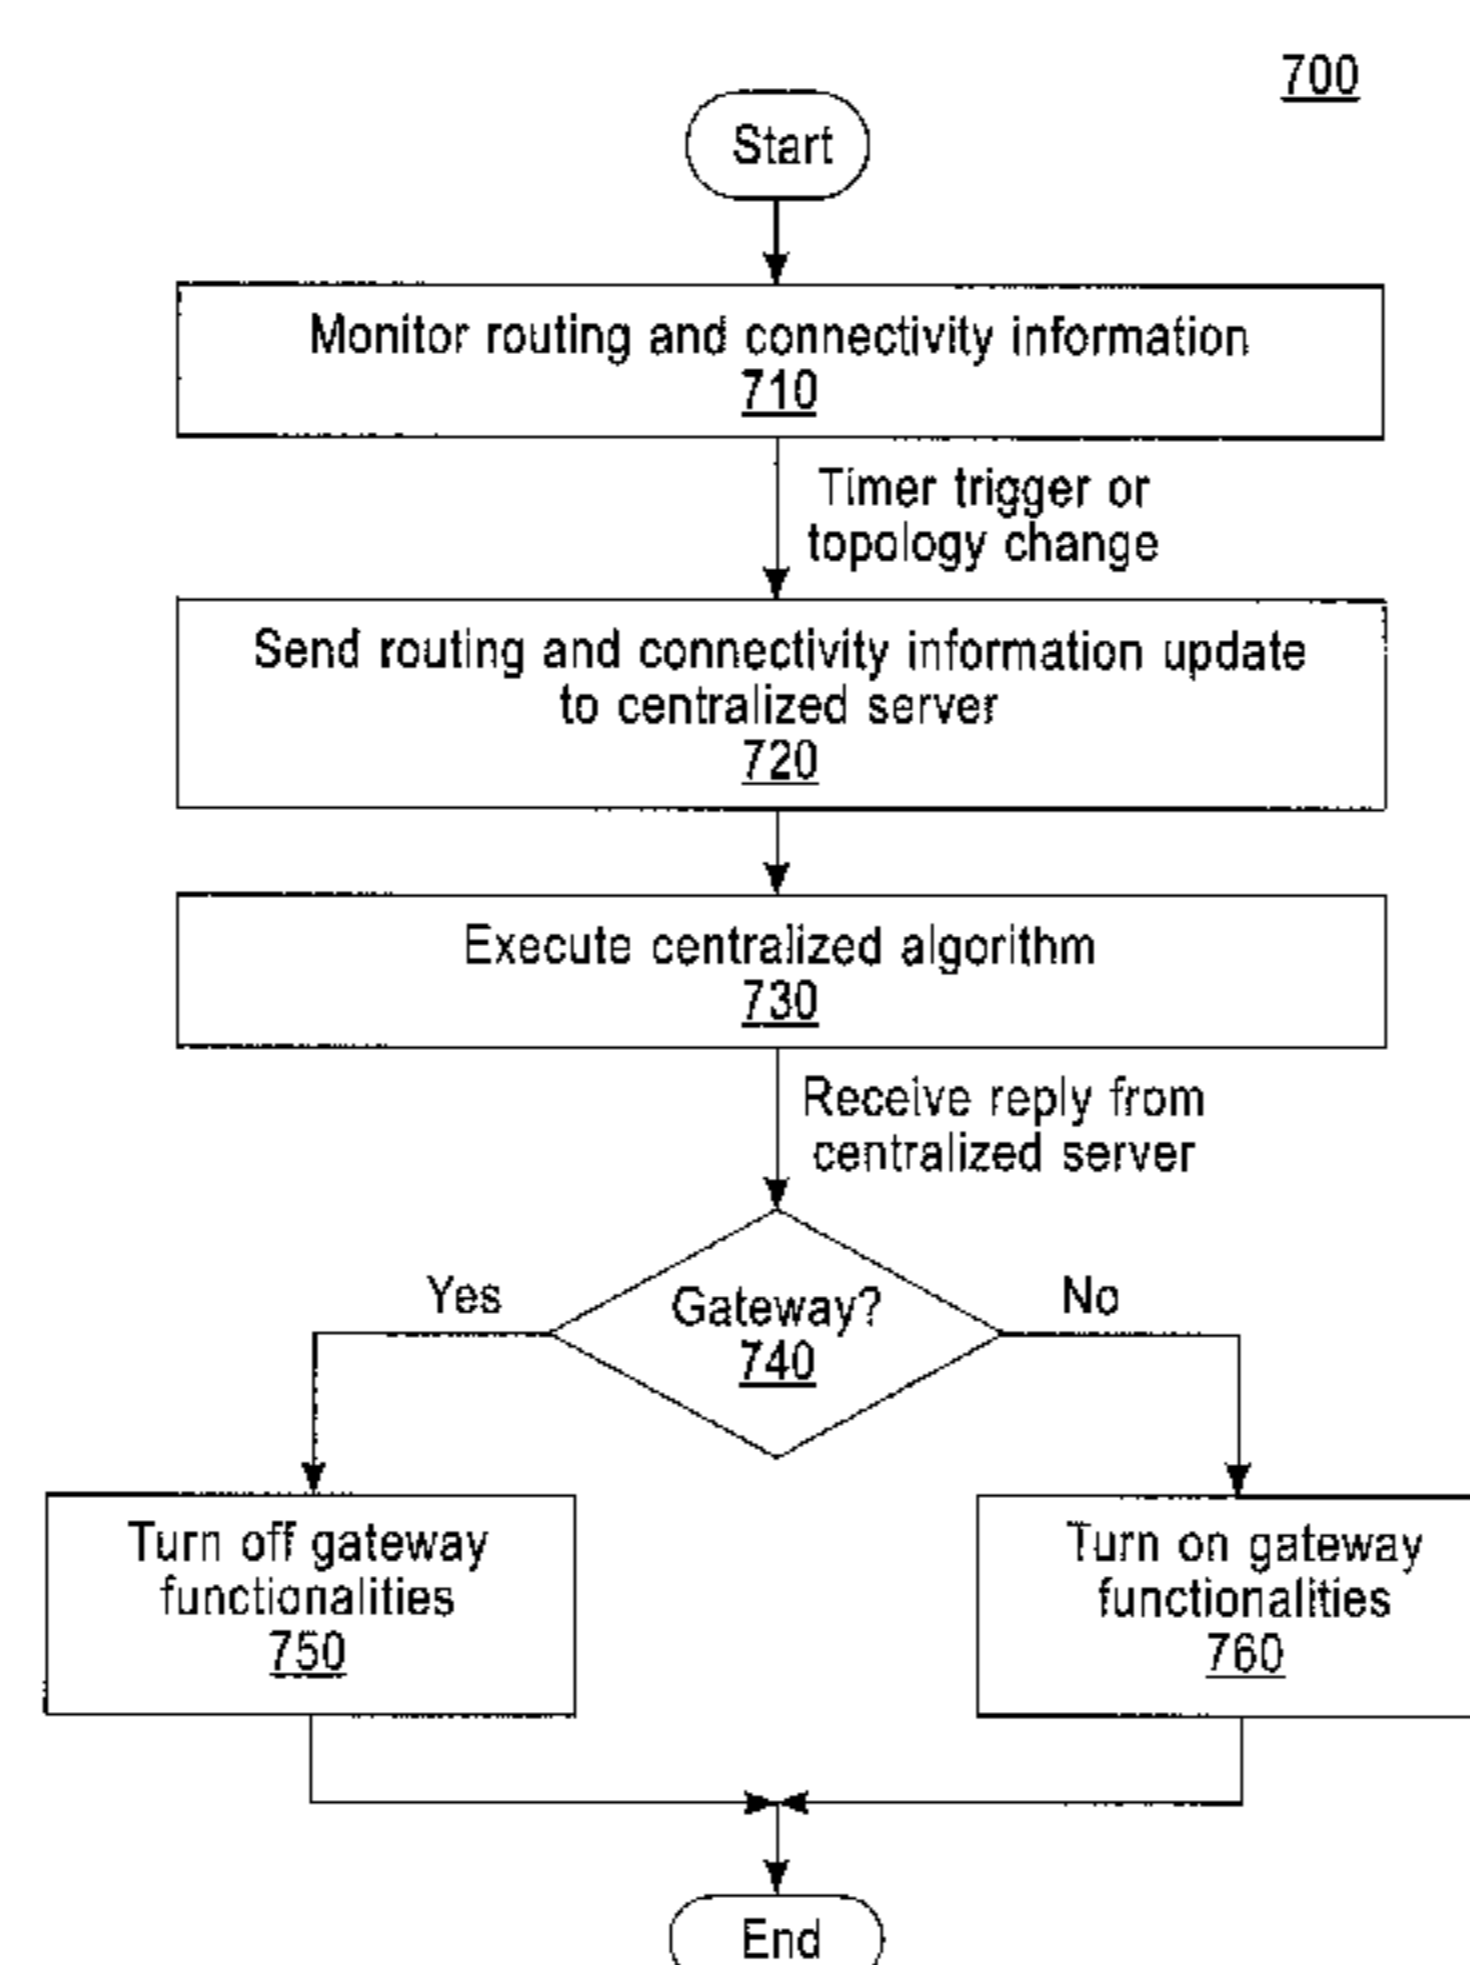 700
Start
Monitor routing and connectivity information
710
Timer trigger or
topology change
Send routing and connectivity information update
to centralized server
720
Execute centralized algorithm
730
Receive reply from
centralized server
Yes
Gateway?
740
No
Turn off gateway
functionalities
750
Turn on gateway
functionalities
760
End